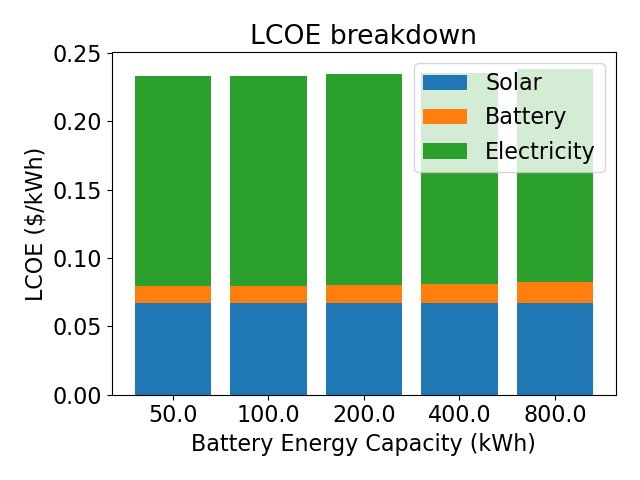 LCOE breakdown
0.25
0.20
0.15
0.10
0.05
0.00
LCOE ($/kWh)
Solar
Battery
Electricity
50.0 100.0 200.0 400.0 800.0
Battery Energy Capacity (kWh)